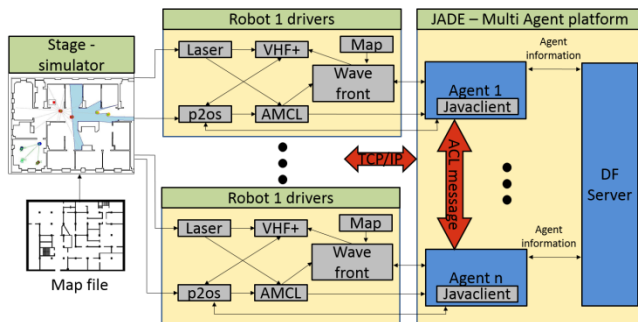 Robot 1 drivers
JADE – Multi Agent platform
Stage -
simulator
Laser
VHF+
Map
Wave
front
p2os
AMCL
Agent
information
Agent 1
Javaclient
TCP/IP
ACL message
DF
Server
Robot 1 drivers
Map file
Laser
VHF+
Map
Wave
front
p2os
AMCL
Agent
information
Agent n
Javaclient